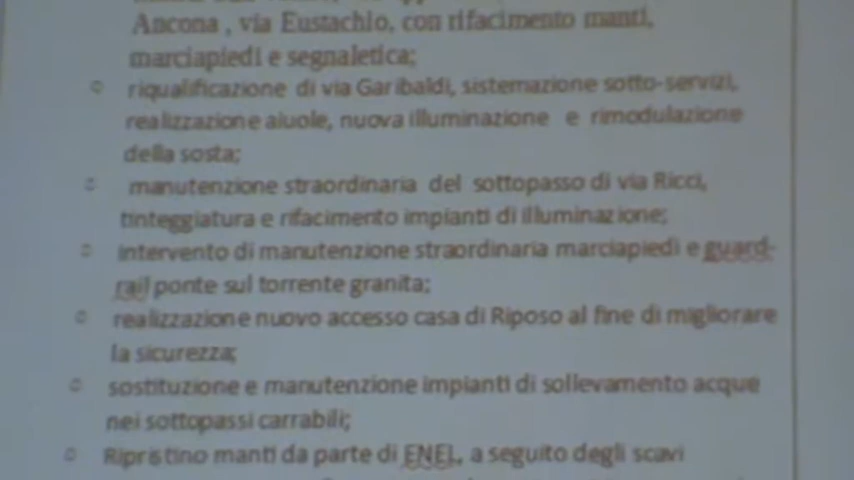 Ancona , via Eustachio, con rifacimento manti,
marciapiedi e segnaletica;
riqualificazione di via Garibaldi, sistemazione sotto-servizi,
realizzazione aiuole, nuova illuminazione e rimodulazione
della sosta;
manutenzione straordinaria del sottopasso di via Ricci,
tinteggiatura e rifacimento impianti di illuminazione;
intervento di manutenzione straordinaria marciapiedi e guard-
rail ponte sul torrente granita;
realizzazione nuovo accesso casa di Riposo al fine di migliorare
la sicurezza;
sostituzione e manutenzione impianti di sollevamento acque
nei sottopassi carrabili;
Ripristino manti da parte di ENEL, a seguito degli scavi